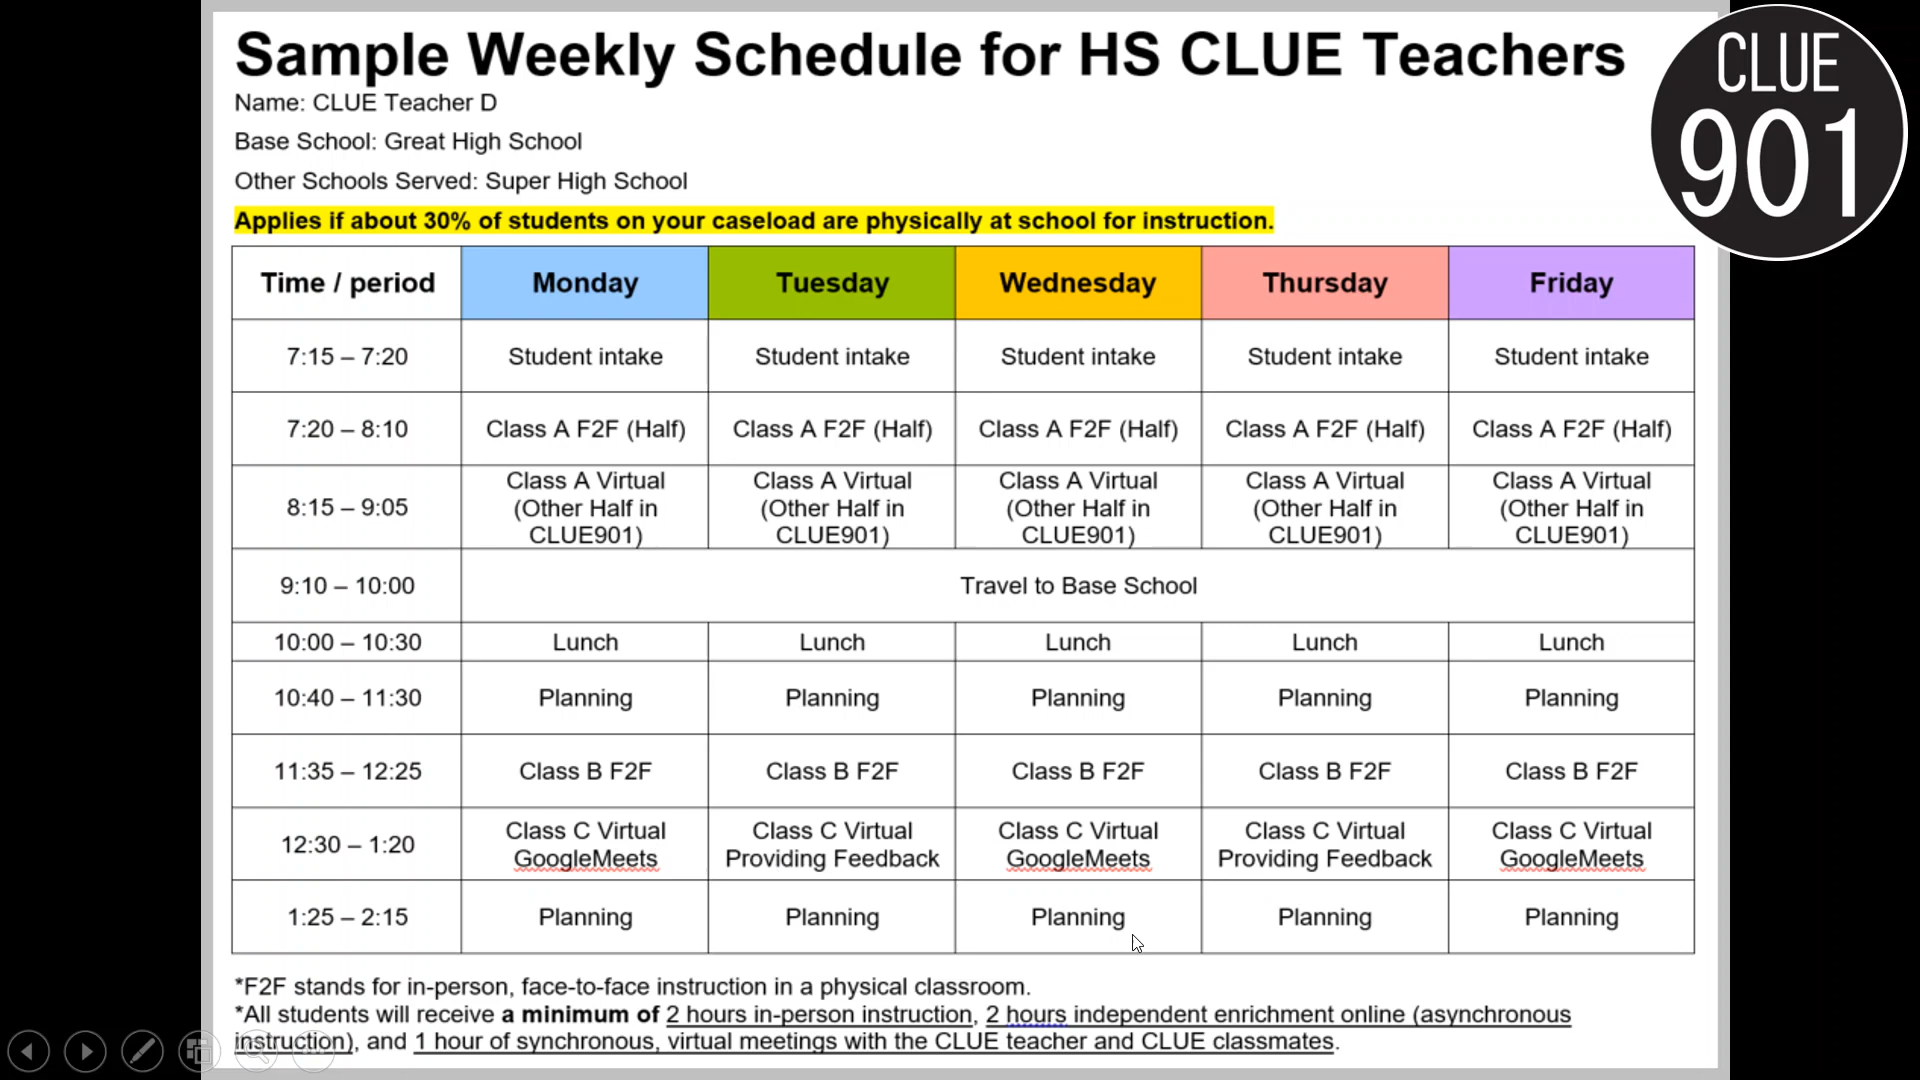 Sample Weekly Schedule for HS CLUE Teachers
CLUE
901
Name: CLUE Teacher D
Base School: Great High School
Other Schools Served: Super High School
Applies if about 30% of students on your caseload are physically at school for instruction.
Time / period Monday Tuesday Wednesday Thursday Friday
7:15 – 7:20 Student intake Student intake Student intake Student intake Student intake
7:20 – 8:10 Class A F2F (Half) Class A F2F (Half) Class A F2F (Half) Class A F2F (Half) Class A F2F (Half)
Class A Virtual Class A Virtual Class A Virtual Class A Virtual Class A Virtual
8:15 – 9:05 (Other Half in (Other Half in (Other Half in (Other Half in (Other Half in
CLUE901) CLUE901) CLUE901) CLUE901) CLUE901)
9:10 – 10:00 Travel to Base School
10:00 – 10:30 Lunch Lunch Lunch Lunch Lunch
10:40 – 11:30 Planning Planning Planning Planning Planning
11:35 – 12:25 Class B F2F Class B F2F Class B F2F Class B F2F Class B F2F
12:30 – 1:20 Class C Virtual Class C Virtual Class C Virtual Class C Virtual Class C Virtual
GoogleMeets Providing Feedback GoogleMeets Providing Feedback GoogleMeets
1:25 – 2:15 Planning Planning Planning Planning Planning
*F2F stands for in-person, face-to-face instruction in a physical classroom.
*All students will receive a minimum of 2 hours in-person instruction, 2 hours independent enrichment online (asynchronous
instruction), and 1 hour of synchronous, virtual meetings with the CLUE teacher and CLUE classmates.